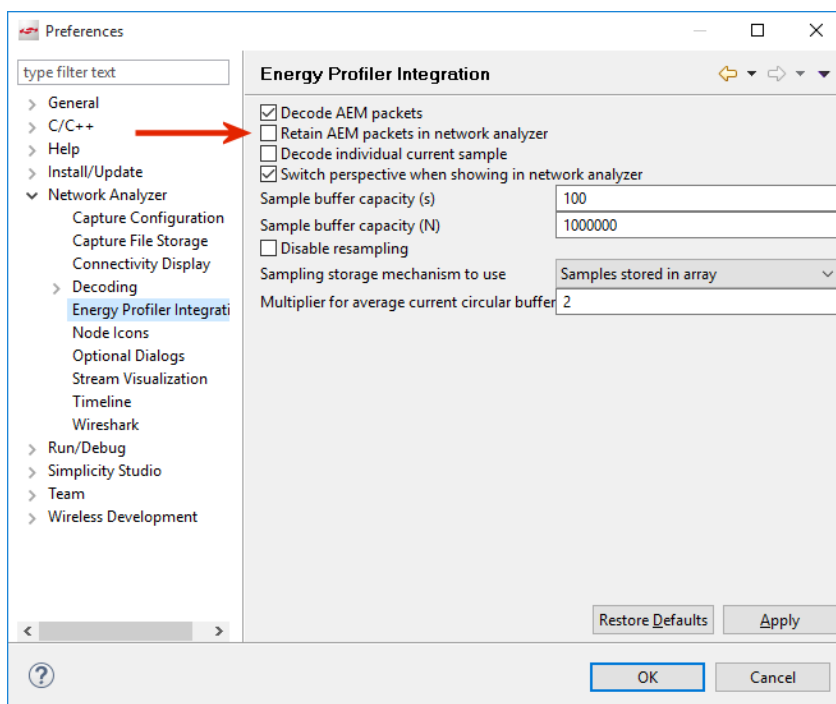 Preferences
type filter text
General
C/C++
Help
Install/Update
Network Analyzer
Capture Configuration
Capture File Storage
Connectivity Display
Decoding
Energy Profiler Integrati
Node Icons
Optional Dialogs
Stream Visualization
Timeline
Wireshark
Run/Debug
Simplicity Studio
Team
Wireless Development
Energy Profiler Integration
Decode AEM packets
Retain AEM packets in network analyzer
Decode individual current sample
Switch perspective when showing in network analyzer
Sample buffer capacity (s) 100
Sample buffer capacity (N) 1000000
Disable resampling
Sampling storage mechanism to use Samples stored in array
Multiplier for average current circular buffer 2
Restore Defaults Apply
? OK Cancel